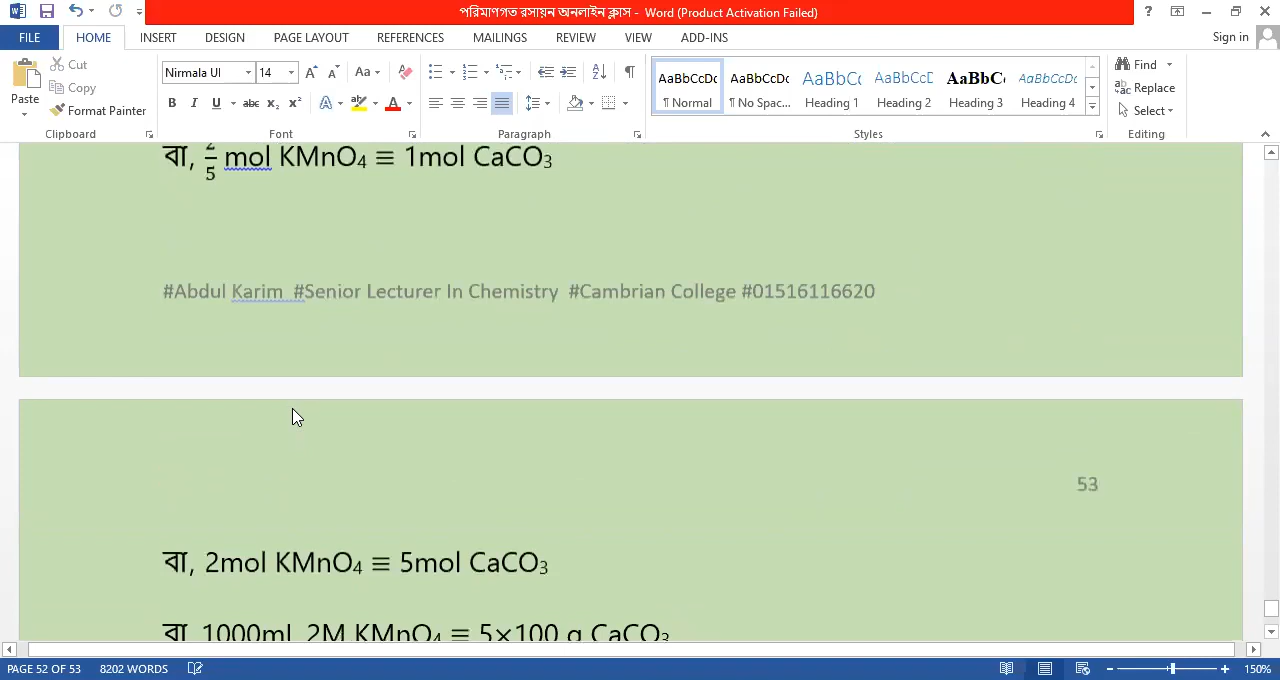 পরিমাণগত রসায়ন অনলাইন ক্লাস - Word (Product Activation Failed)
FILE HOME INSERT DESIGN PAGE LAYOUT REFERENCES MAILINGS REVIEW VIEW ADD-INS Sign in
Paste Cut Copy Format Painter
Nirmala UI 14
AaBbCcDc AaBbCcDc AaBbCc AaBbCcD AaBbC AaBbCcDc
¶ Normal ¶ No Spac... Heading 1 Heading 2 Heading 3 Heading 4
Find Replace Select
Clipboard Font Paragraph Styles Editing
বা, 2/5 mol KMnO₄ ≡ 1mol CaCO₃
#Abdul Karim #Senior Lecturer In Chemistry #Cambrian College #01516116620
53
বা, 2mol KMnO₄ ≡ 5mol CaCO₃
বা, 1000ml 2M KMnO₄ ≡ 5×100 g CaCO₃
PAGE 52 OF 53 8202 WORDS 150%